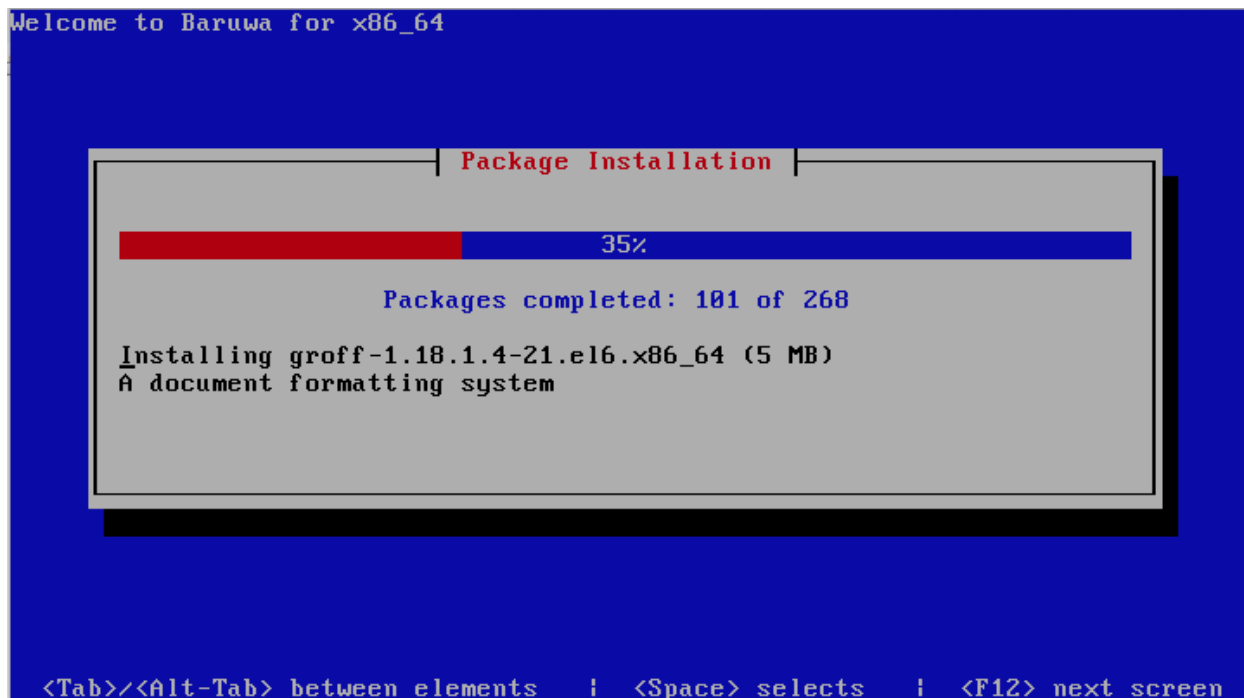 Welcome to Baruwa for x86_64
Package Installation
35%
Packages completed: 101 of 268
Installing groff-1.18.1.4-21.el6.x86_64 (5 MB)
A document formatting system
<Tab>/<Alt-Tab> between elements | <Space> selects | <F12> next screen